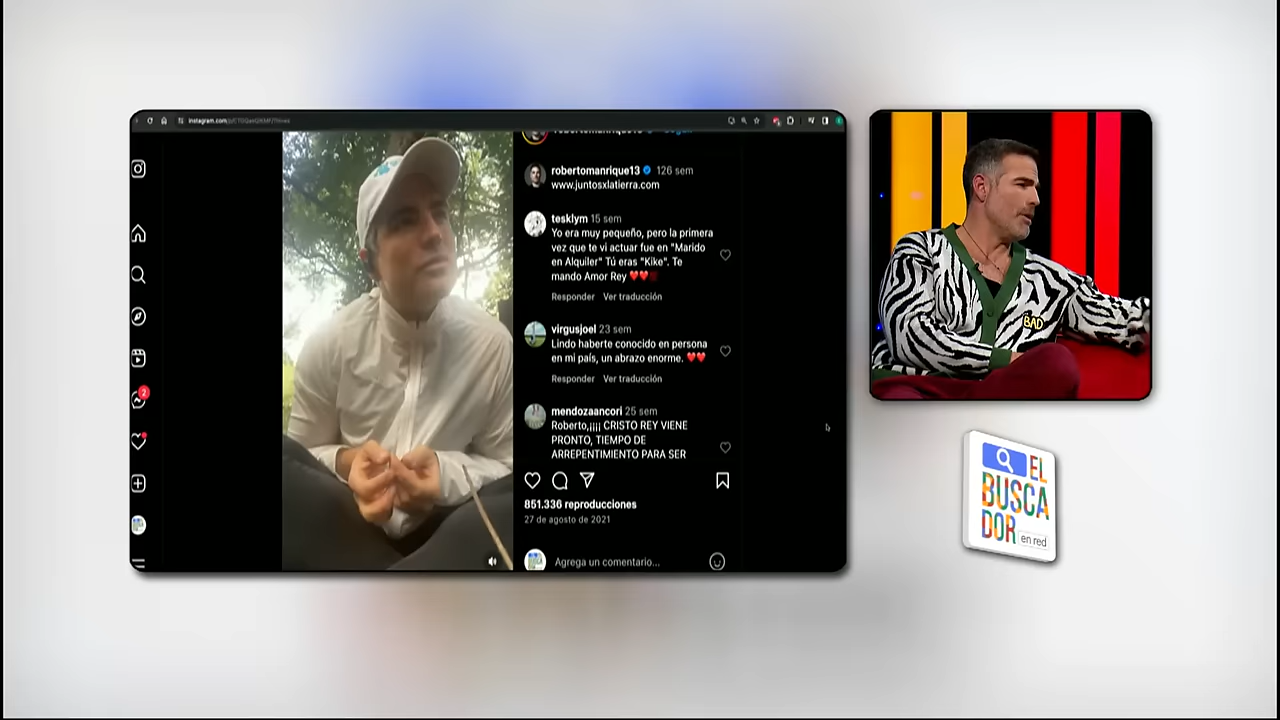 instagram.com
robertomanrique13 126 sem
www.juntosxlatierra.com
tesklym 15 sem
Yo era muy pequeño, pero la primera
vez que te vi actuar fue en "Marido
en Alquiler" Tú eras "Kike". Te
mando Amor Rey
Responder Ver traducción
virgusjoel 23 sem
Lindo haberte conocido en persona
en mi país, un abrazo enorme.
Responder Ver traducción
mendozaancori 25 sem
Roberto,¡¡¡¡ CRISTO REY VIENE
PRONTO, TIEMPO DE
ARREPENTIMIENTO PARA SER
851.336 reproducciones
27 de agosto de 2021
Agrega un comentario...
2
BAD
EL
BUSCA
DOR
en red